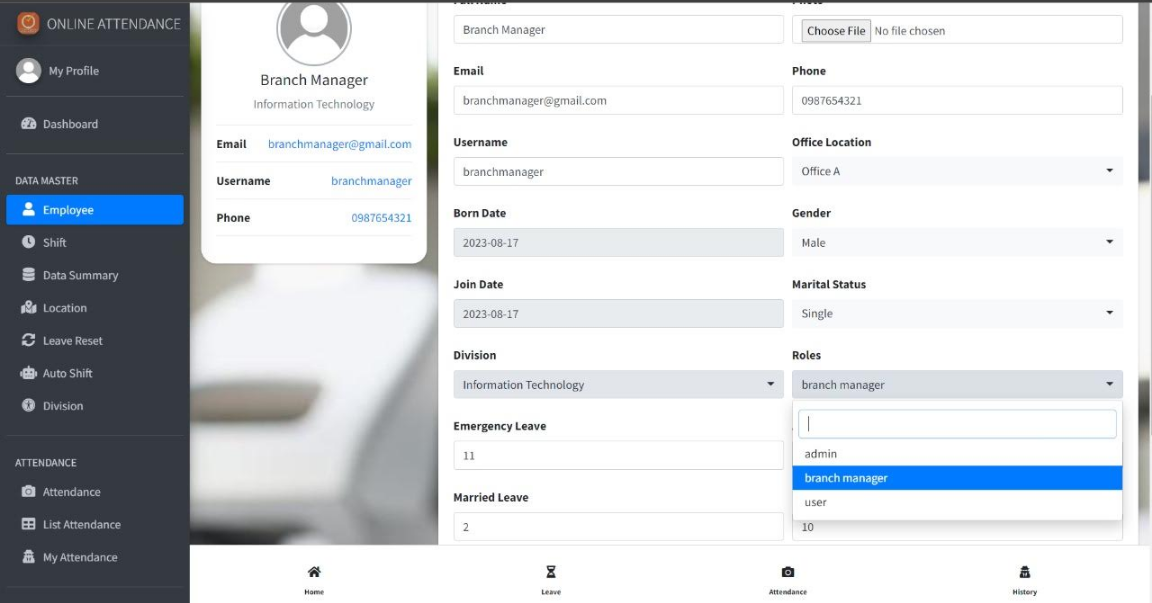 ONLINE ATTENDANCE
My Profile
Dashboard
DATA MASTER
Employee
Shift
Data Summary
Location
Leave Reset
Auto Shift
Division
ATTENDANCE
Attendance
List Attendance
My Attendance
Branch Manager
Information Technology
Email branchmanager@gmail.com
Username branchmanager
Phone 0987654321
Branch Manager
Choose File No file chosen
Email
Phone
branchmanager@gmail.com
0987654321
Username
Office Location
branchmanager
Office A
Born Date
Gender
2023-08-17
Male
Join Date
Marital Status
2023-08-17
Single
Division
Roles
Information Technology
branch manager
Emergency Leave
11
admin
branch manager
user
Married Leave
2
10
Home
Leave
Attendance
History